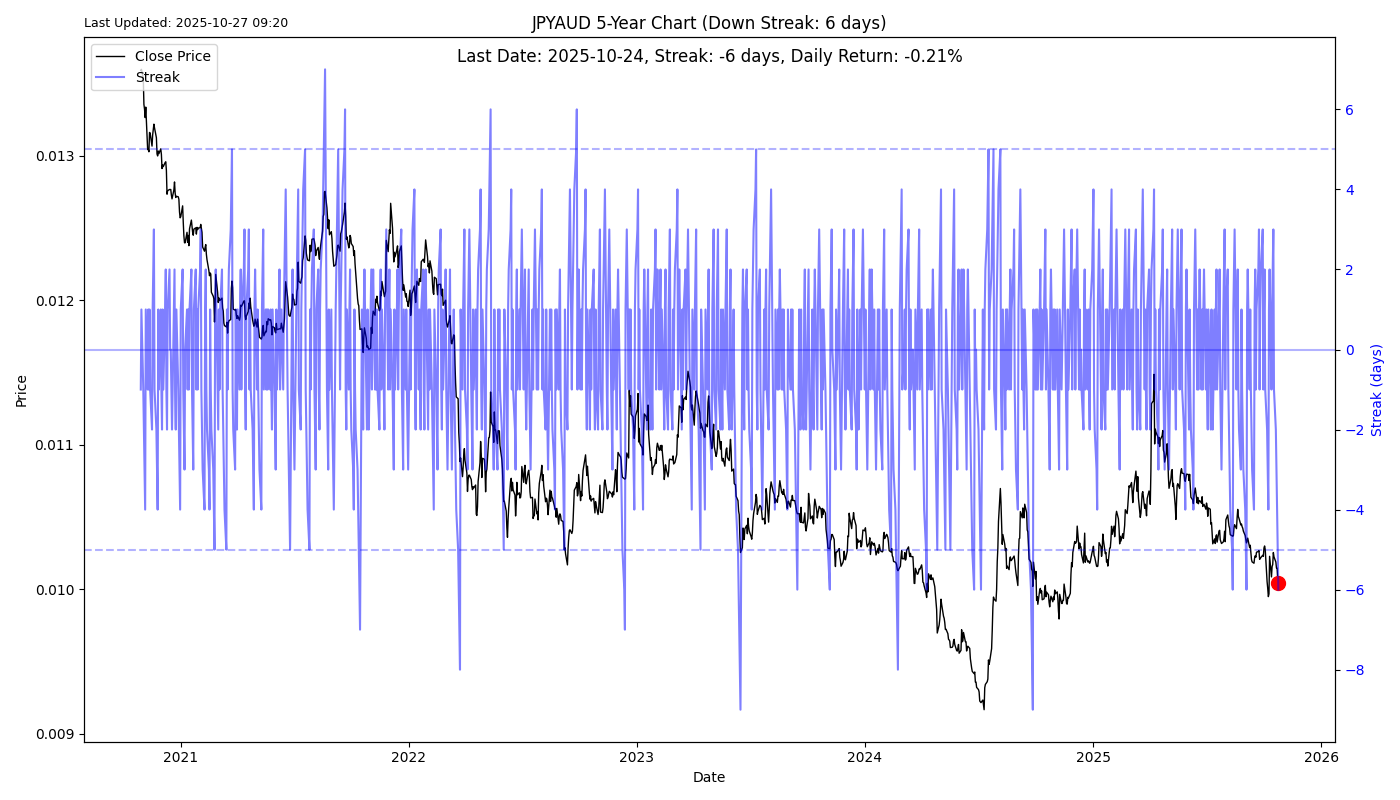 Last Updated: 2025-10-27 09:20
JPYAUD 5-Year Chart (Down Streak: 6 days)
Last Date: 2025-10-24, Streak: -6 days, Daily Return: -0.21%
Close Price
Streak
0.013
0.012
0.011
0.010
0.009
Price
6
4
2
0
−2
−4
−6
−8
Streak (days)
2021
2022
2023
2024
2025
2026
Date